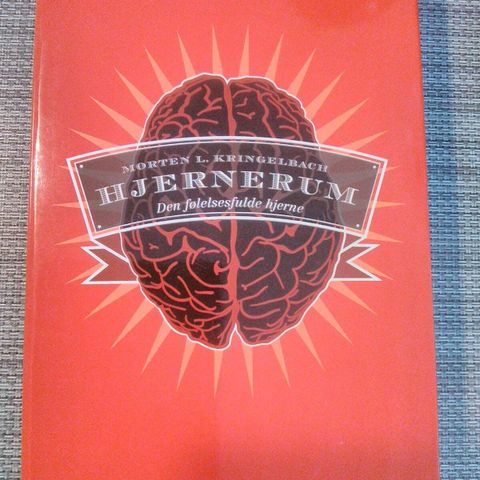 MORTEN L. KRINGELBACH
HJERNERUM
Den følelsesfulde hjerne